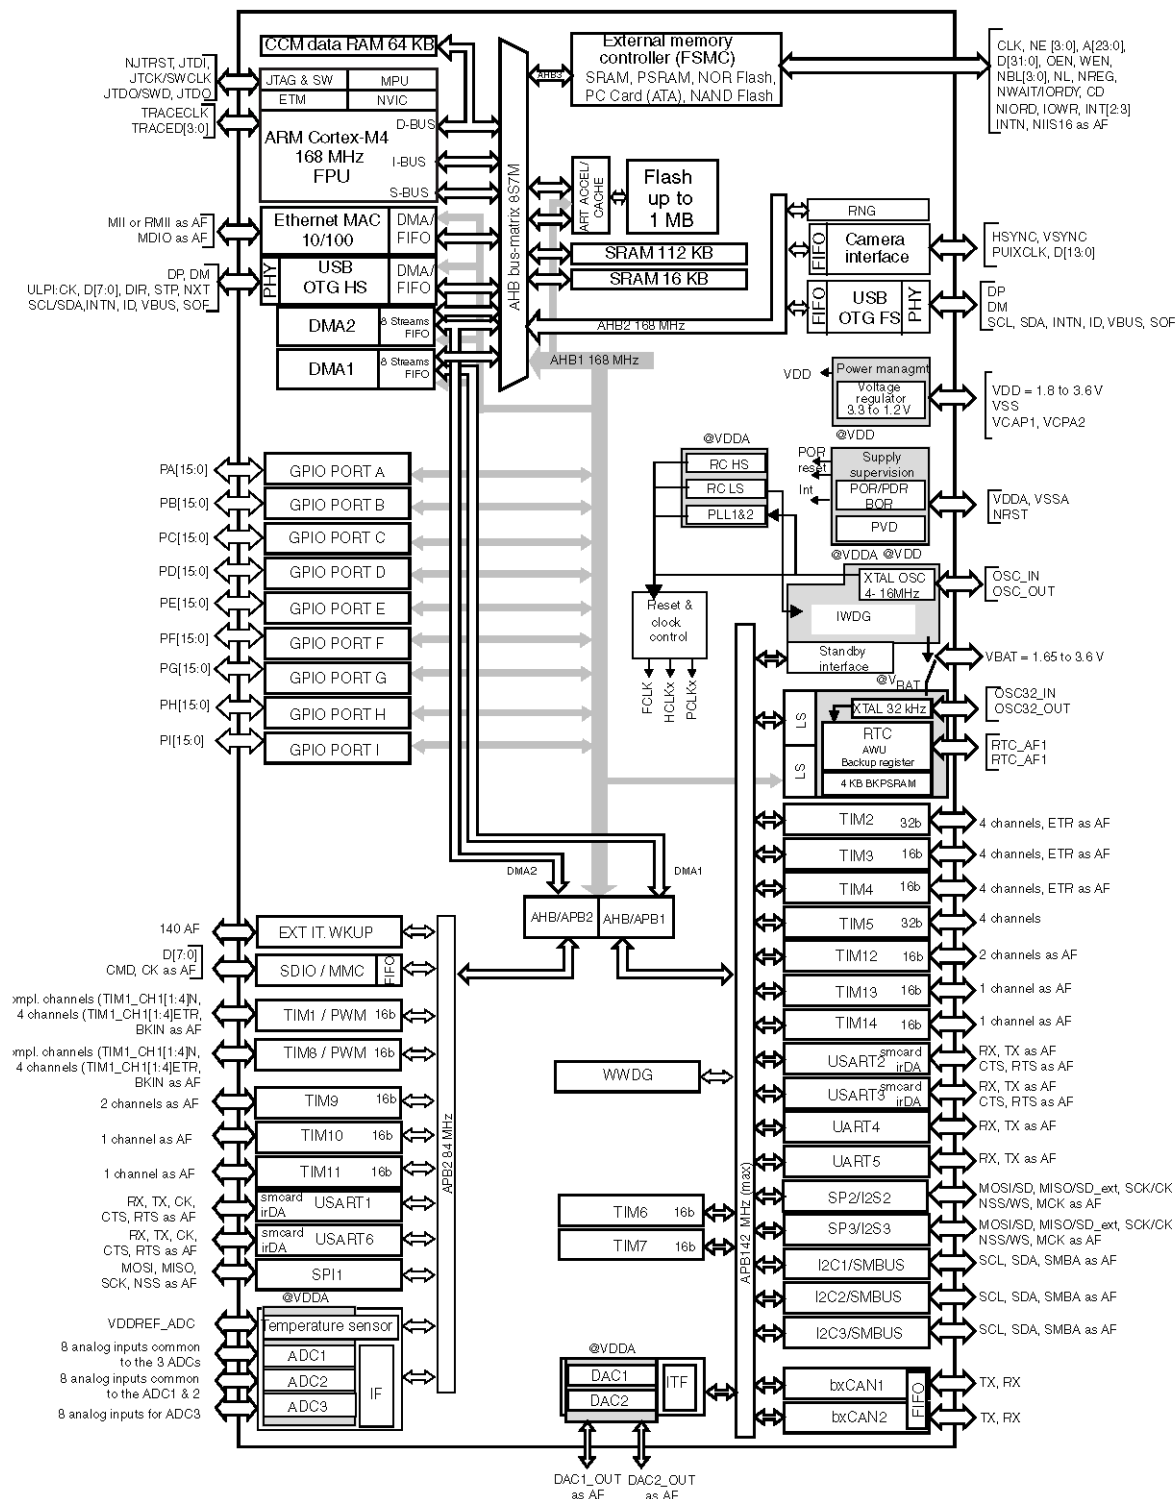 CCM data RAM 64 KB
External memory
controller (FSMC)
SRAM, PSRAM, NOR Flash,
PC Card (ATA), NAND Flash
AHB3
CLK, NE [3:0], A[23:0],
D[31:0], OEN, WEN,
NBL[3:0], NL, NREG,
NWAIT/IORDY, CD
NIORD, IOWR, INT[2:3]
INTN, NIIS16 as AF
NJTRST, JTDI,
JTCK/SWCLK
JTDO/SWD, JTDO
TRACECLK
TRACED[3:0]
JTAG & SW
MPU
ETM
NVIC
ARM Cortex-M4
168 MHz
FPU
D-BUS
I-BUS
S-BUS
AHB bus-matrix 8S7M
ART ACCEL/
CACHE
Flash
up to
1 MB
SRAM 112 KB
SRAM 16 KB
AHB2 168 MHz
AHB1 168 MHz
MII or RMII as AF
MDIO as AF
Ethernet MAC
10/100
DMA/
FIFO
DP, DM
ULPI:CK, D[7:0], DIR, STP, NXT
SCL/SDA,INTN, ID, VBUS, SOF
PHY
USB
OTG HS
DMA/
FIFO
DMA2
8 Streams
FIFO
DMA1
8 Streams
FIFO
RNG
FIFO
Camera
interface
HSYNC, VSYNC
PUIXCLK, D[13:0]
FIFO
USB
OTG FS
PHY
DP
DM
SCL, SDA, INTN, ID, VBUS, SOF
VDD
Power managmt
Voltage
regulator
3.3 to 1.2 V
@VDD
VDD = 1.8 to 3.6 V
VSS
VCAP1, VCPA2
@VDDA
RC HS
RC LS
PLL1&2
POR
reset
Int
Supply
supervision
POR/PDR
BOR
PVD
VDDA, VSSA
NRST
@VDDA @VDD
XTAL OSC
4- 16MHz
OSC_IN
OSC_OUT
IWDG
Reset &
clock
control
FCLK
HCLKx
PCLKx
Standby
interface
VBAT = 1.65 to 3.6 V
@VBAT
LS
LS
XTAL 32 kHz
OSC32_IN
OSC32_OUT
RTC
AWU
Backup register
RTC_AF1
RTC_AF1
4 KB BKPSRAM
PA[15:0]
GPIO PORT A
PB[15:0]
GPIO PORT B
PC[15:0]
GPIO PORT C
PD[15:0]
GPIO PORT D
PE[15:0]
GPIO PORT E
PF[15:0]
GPIO PORT F
PG[15:0]
GPIO PORT G
PH[15:0]
GPIO PORT H
PI[15:0]
GPIO PORT I
DMA2
DMA1
AHB/APB2
AHB/APB1
140 AF
EXT IT. WKUP
D[7:0]
CMD, CK as AF
SDIO / MMC
FIFO
ompl. channels (TIM1_CH1[1:4]N,
4 channels (TIM1_CH1[1:4]ETR,
BKIN as AF
TIM1 / PWM 16b
ompl. channels (TIM1_CH1[1:4]N,
4 channels (TIM1_CH1[1:4]ETR,
BKIN as AF
TIM8 / PWM 16b
2 channels as AF
TIM9 16b
1 channel as AF
TIM10 16b
1 channel as AF
TIM11 16b
RX, TX, CK,
CTS, RTS as AF
smcard
irDA
USART1
RX, TX, CK,
CTS, RTS as AF
smcard
irDA
USART6
MOSI, MISO,
SCK, NSS as AF
SPI1
@VDDA
VDDREF_ADC
Temperature sensor
8 analog inputs common
to the 3 ADCs
ADC1
8 analog inputs common
to the ADC1 & 2
ADC2
8 analog inputs for ADC3
ADC3
IF
APB2 84 MHz
WWDG
TIM6 16b
TIM7 16b
@VDDA
DAC1
DAC2
ITF
DAC1_OUT
as AF
DAC2_OUT
as AF
APB142 MHz (max)
TIM2 32b
4 channels, ETR as AF
TIM3 16b
4 channels, ETR as AF
TIM4 16b
4 channels, ETR as AF
TIM5 32b
4 channels
TIM12 16b
2 channels as AF
TIM13 16b
1 channel as AF
TIM14 16b
1 channel as AF
USART2
smcard
irDA
RX, TX as AF
CTS, RTS as AF
USART3
smcard
irDA
RX, TX as AF
CTS, RTS as AF
UART4
RX, TX as AF
UART5
RX, TX as AF
SP2/I2S2
MOSI/SD, MISO/SD_ext, SCK/CK
NSS/WS, MCK as AF
SP3/I2S3
MOSI/SD, MISO/SD_ext, SCK/CK
NSS/WS, MCK as AF
I2C1/SMBUS
SCL, SDA, SMBA as AF
I2C2/SMBUS
SCL, SDA, SMBA as AF
I2C3/SMBUS
SCL, SDA, SMBA as AF
bxCAN1
TX, RX
bxCAN2
FIFO
TX, RX